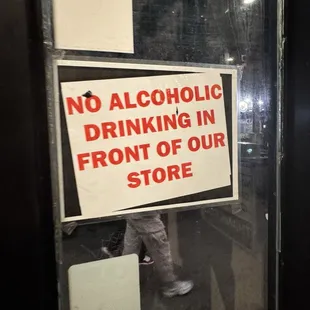 NO ALCOHOLIC
DRINKING IN
FRONT OF OUR
STORE